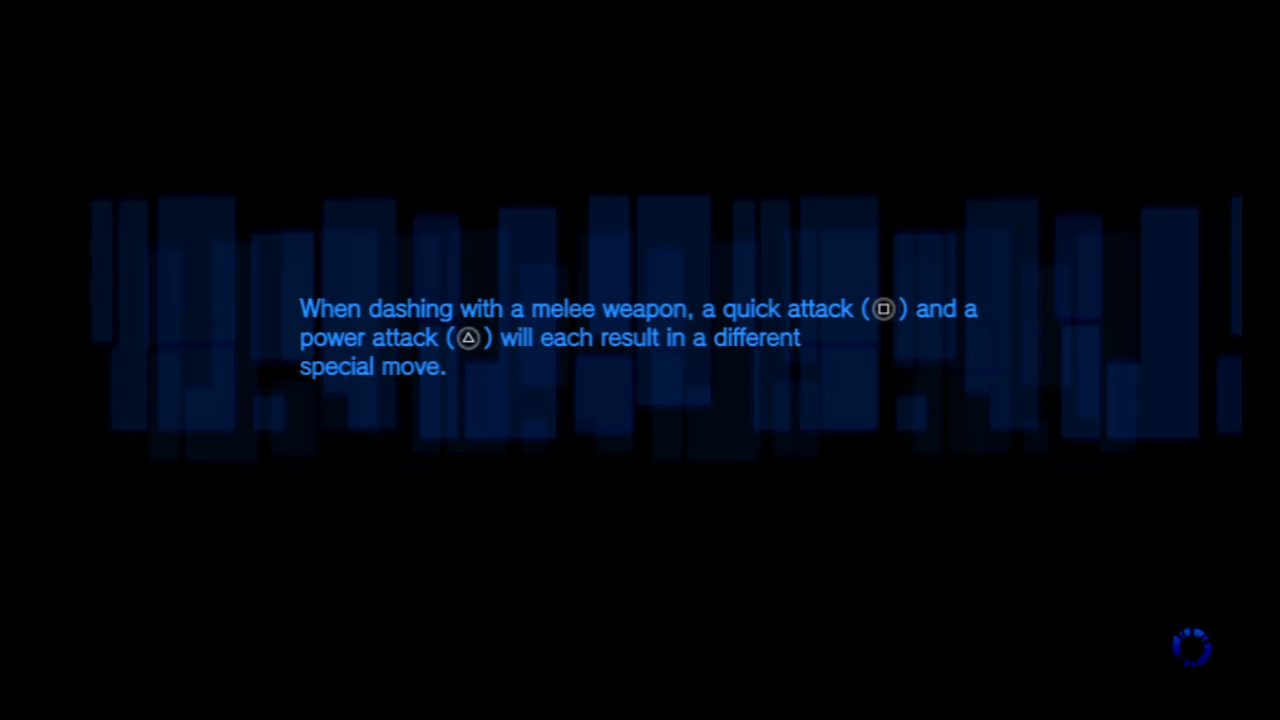 When dashing with a melee weapon, a quick attack (□) and a
power attack (△) will each result in a different
special move.